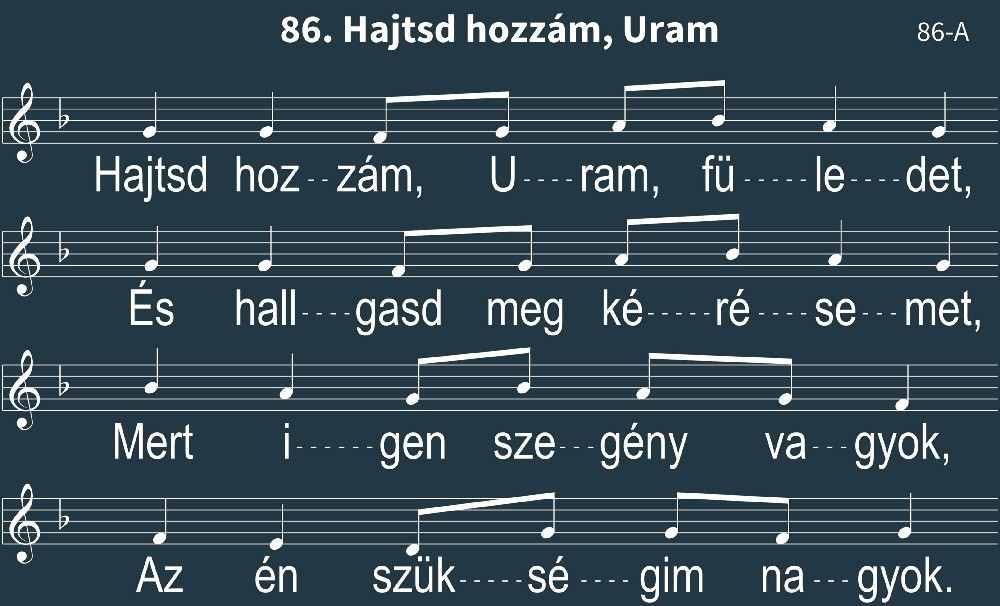 86. Hajtsd hozzám, Uram
86-A
Hajtsd hoz--zám, U----ram, fü-----le----det,
És hall----gasd meg ké-----ré----se---met,
Mert i------gen sze---gény va---gyok,
Az én szük-----sé----gim na---gyok.